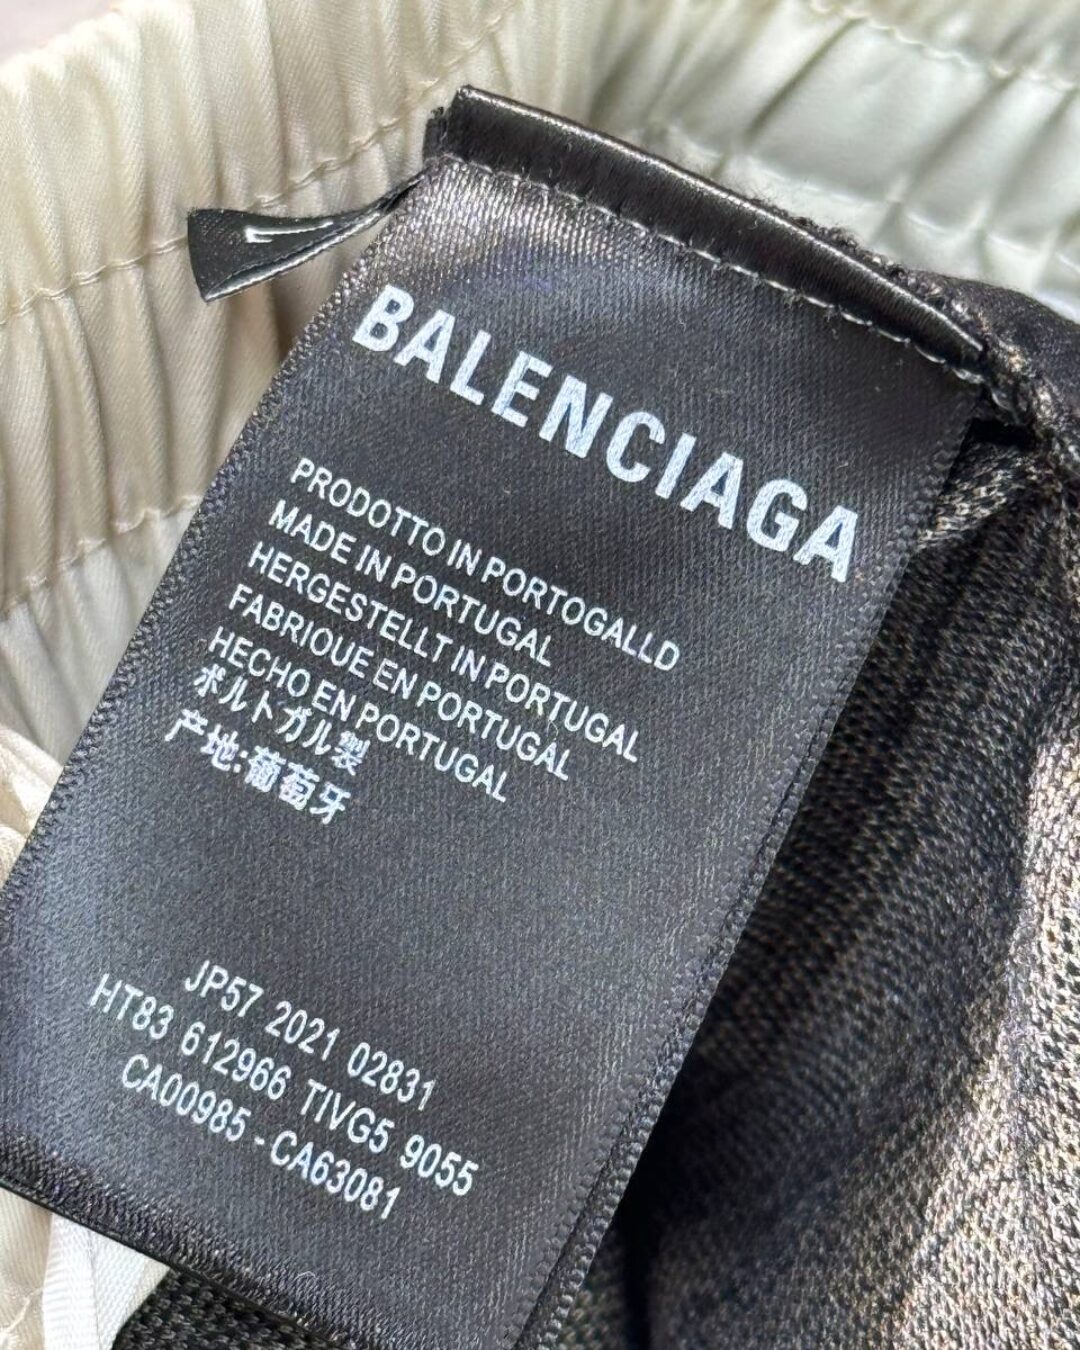 BALENCIAGA
PRODOTTO IN PORTOGALLD
MADE IN PORTUGAL
HERGESTELLT IN PORTUGAL
FABRIOUE EN PORTUGAL
HECHO EN PORTUGAL
ポルトガル製
产地:葡萄牙
JP57 2021 02831
HT83 612966 TIVG5 9055
CA00985 - CA63081